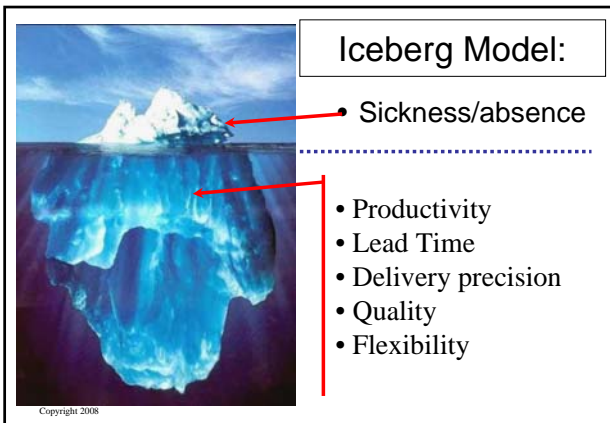 Iceberg Model:
• Sickness/absence
• Productivity
• Lead Time
• Delivery precision
• Quality
• Flexibility
Copyright 2008